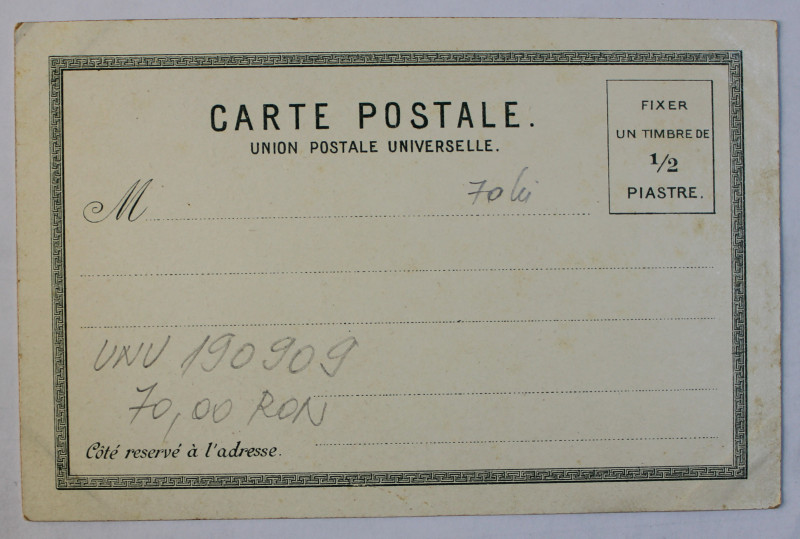 CARTE POSTALE.
UNION POSTALE UNIVERSELLE.
FIXER
UN TIMBRE DE
1/2
PIASTRE.
M
70 lei
UNU 190909
70,00 RON
Côté reservé à l'adresse.